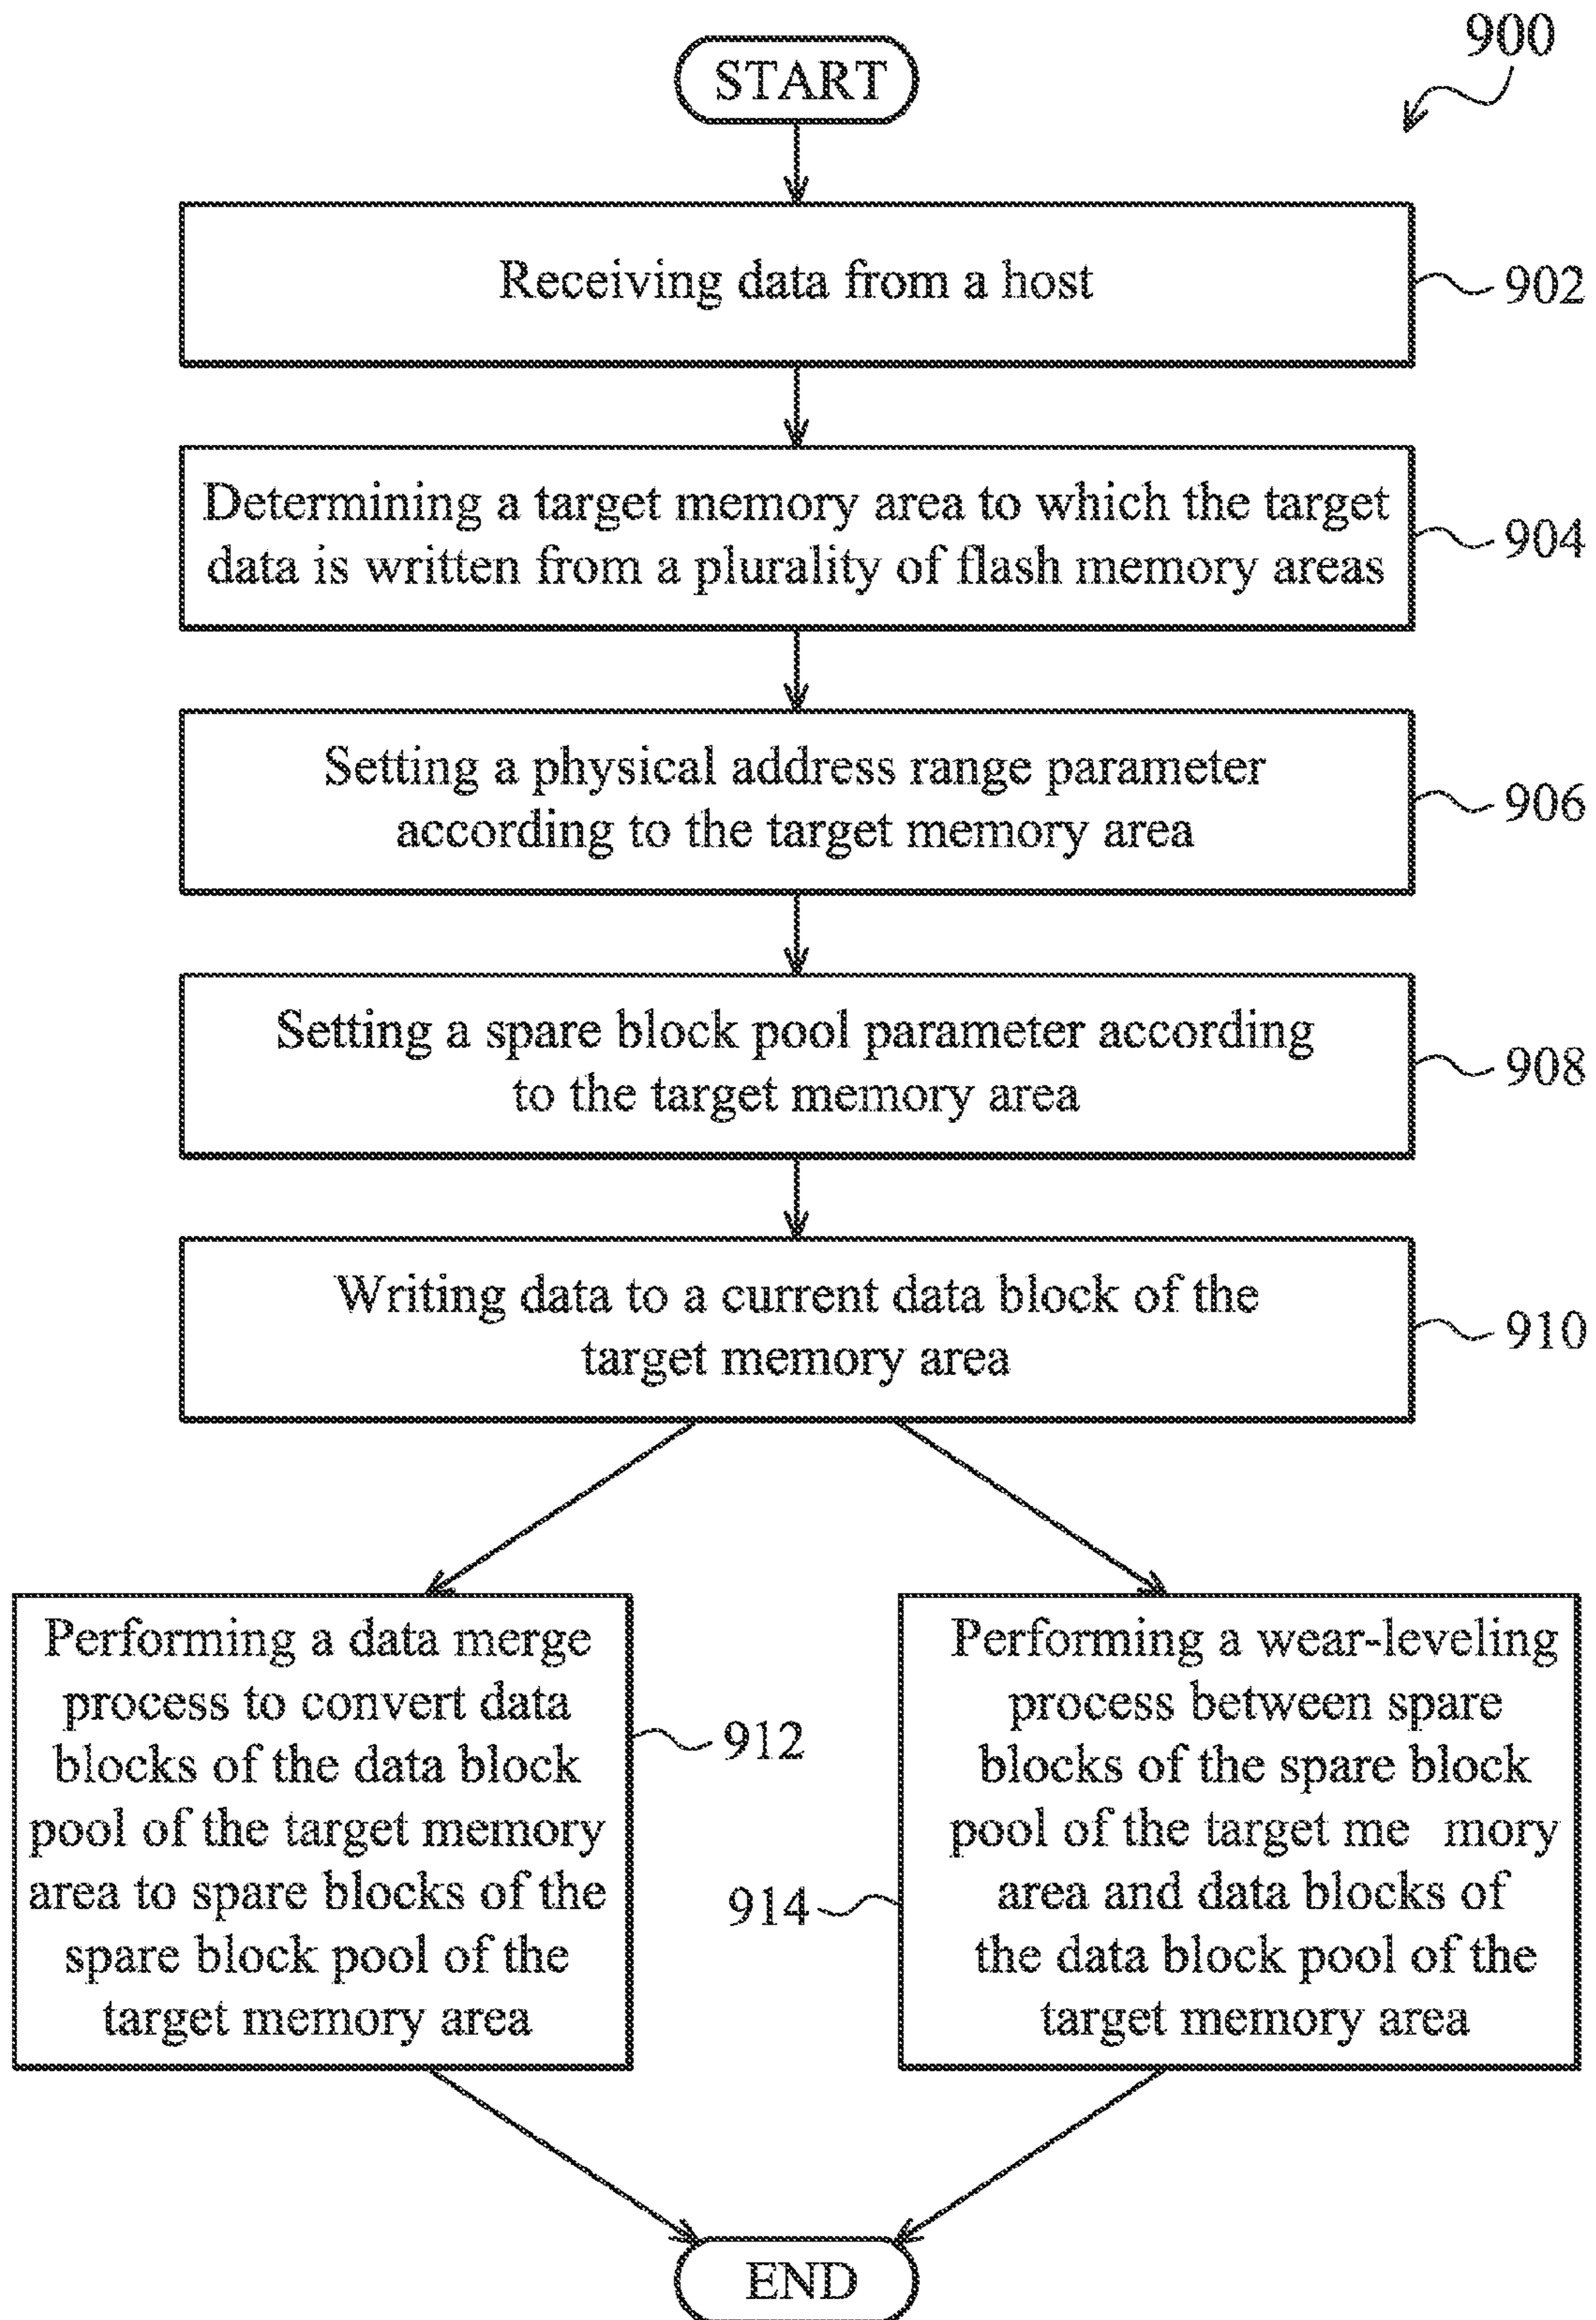 900
START
Receiving data from a host
902
Determining a target memory area to which the target
data is written from a plurality of flash memory areas
904
Setting a physical address range parameter
according to the target memory area
906
Setting a spare block pool parameter according
to the target memory area
908
Writing data to a current data block of the
target memory area
910
Performing a data merge
process to convert data
blocks of the data block
pool of the target memory
area to spare blocks of the
spare block pool of the
target memory area
912
Performing a wear-leveling
process between spare
blocks of the spare block
pool of the target me mory
area and data blocks of
the data block pool of the
target memory area
914
END